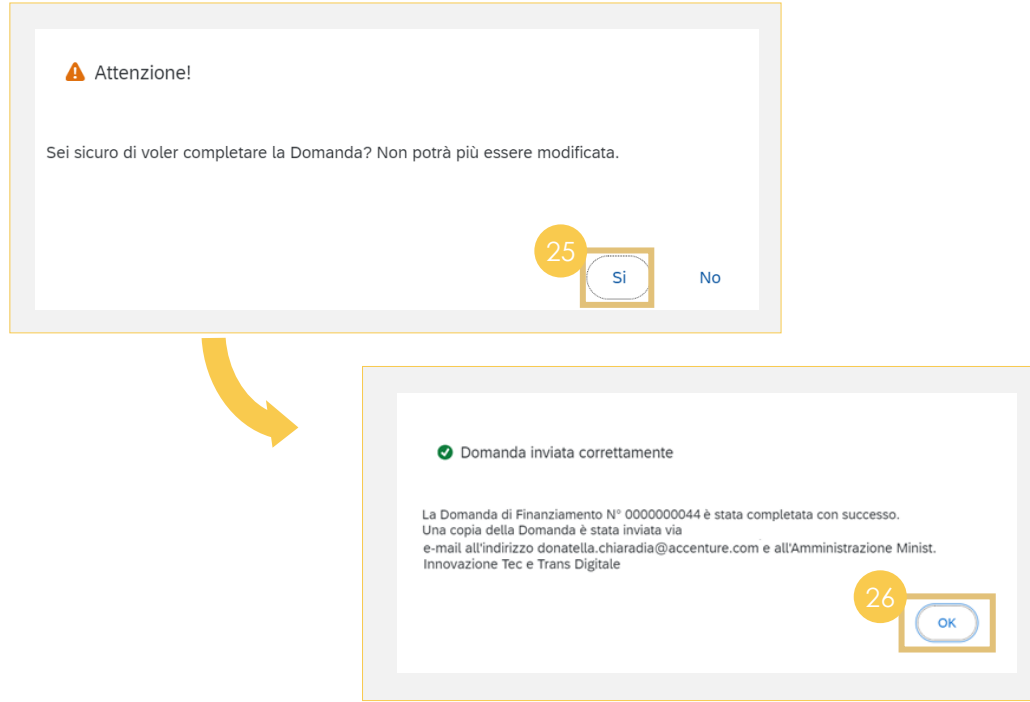 Attenzione!
Sei sicuro di voler completare la Domanda? Non potrà più essere modificata.
25
Si
No
Domanda inviata correttamente
La Domanda di Finanziamento N° 0000000044 è stata completata con successo.
Una copia della Domanda è stata inviata via
e-mail all'indirizzo donatella.chiaradia@accenture.com e all'Amministrazione Minist.
Innovazione Tec e Trans Digitale
26
OK